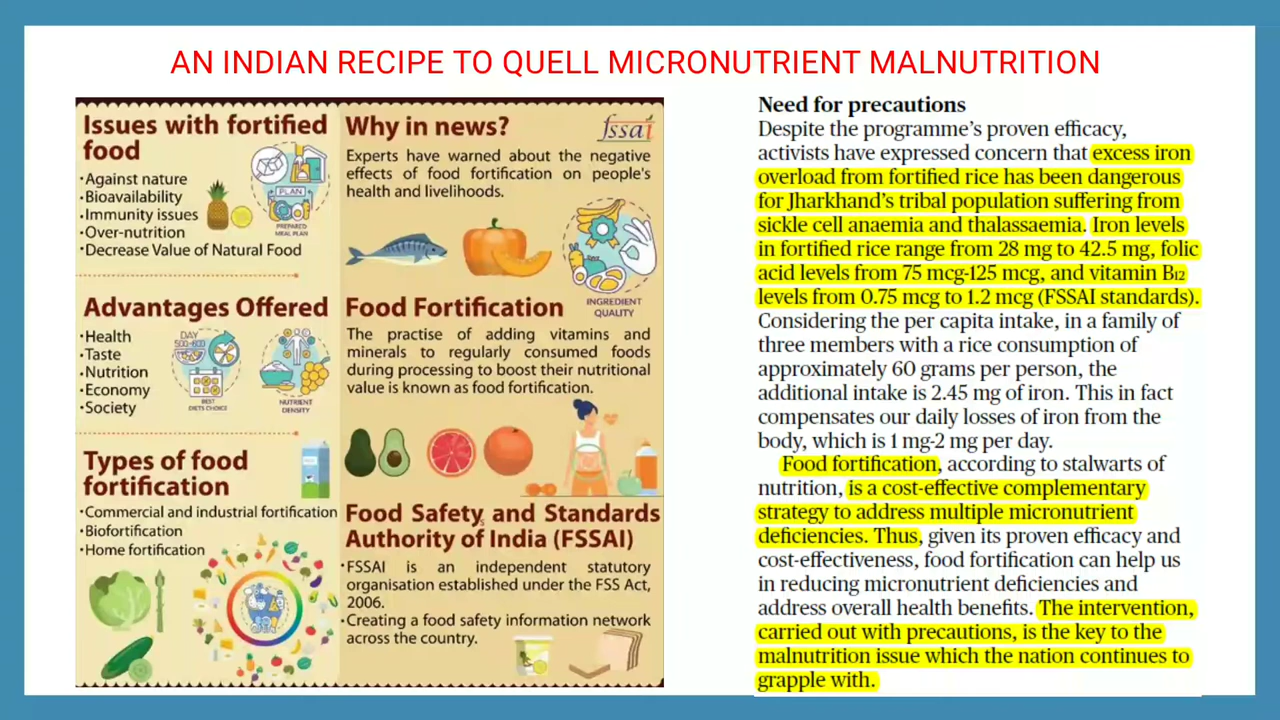 AN INDIAN RECIPE TO QUELL MICRONUTRIENT MALNUTRITION
Issues with fortified
food
•Against nature
•Bioavailability
•Immunity issues
•Over-nutrition
•Decrease Value of Natural Food
PLAN
PREPARED
MEAL PLAN
Advantages Offered
•Health
•Taste
•Nutrition
•Economy
•Society
DAY
500-600
BEST
DIETS CHOICE
NUTRIENT
DENSITY
Types of food
fortification
•Commercial and industrial fortification
•Biofortification
•Home fortification
Why in news?
fssai
Experts have warned about the negative
effects of food fortification on people's
health and livelihoods.
INGREDIENT
QUALITY
Food Fortification
The practise of adding vitamins and
minerals to regularly consumed foods
during processing to boost their nutritional
value is known as food fortification.
Food Safety and Standards
Authority of India (FSSAI)
•FSSAI is an independent statutory
organisation established under the FSS Act,
2006.
•Creating a food safety information network
across the country.
Need for precautions
Despite the programme's proven efficacy,
activists have expressed concern that excess iron
overload from fortified rice has been dangerous
for Jharkhand's tribal population suffering from
sickle cell anaemia and thalassaemia. Iron levels
in fortified rice range from 28 mg to 42.5 mg, folic
acid levels from 75 mcg-125 mcg, and vitamin B12
levels from 0.75 mcg to 1.2 mcg (FSSAI standards).
Considering the per capita intake, in a family of
three members with a rice consumption of
approximately 60 grams per person, the
additional intake is 2.45 mg of iron. This in fact
compensates our daily losses of iron from the
body, which is 1 mg-2 mg per day.
Food fortification, according to stalwarts of
nutrition, is a cost-effective complementary
strategy to address multiple micronutrient
deficiencies. Thus, given its proven efficacy and
cost-effectiveness, food fortification can help us
in reducing micronutrient deficiencies and
address overall health benefits. The intervention,
carried out with precautions, is the key to the
malnutrition issue which the nation continues to
grapple with.